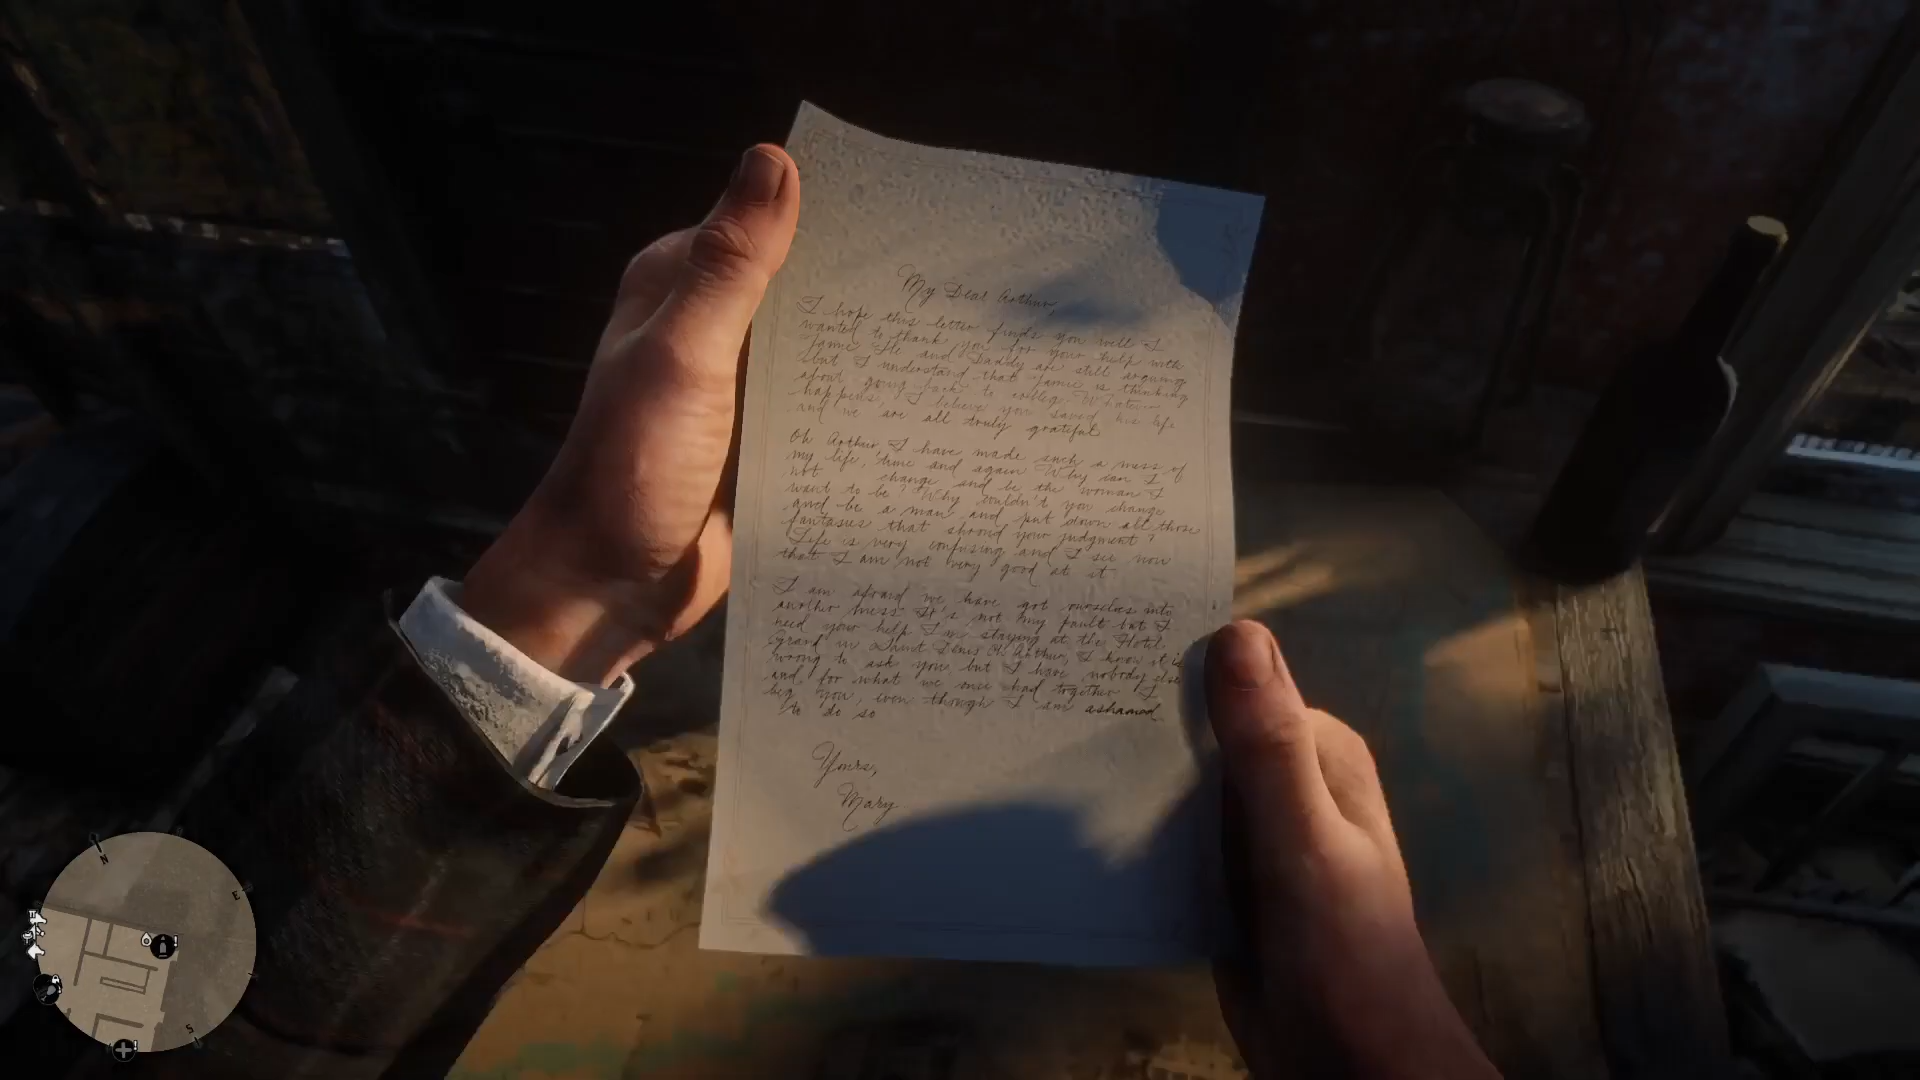 My Dear Arthur,
I hope this letter finds you well I
wanted to thank you for your help with
Jamie He and Daddy are still arguing
but I understand that Jamie is thinking
about going back to college Whatever
happens, I believe you saved his life
and we are all truly grateful
Oh Arthur, I have made such a mess of
my life, time and again Why can I
not change and be the woman I
want to be? Why couldn't you change
and be a man and put down all those
fantasies that shroud your judgment?
Life is very confusing and I see now
that I am not very good at it
I am afraid we have got ourselves into
another mess It's not my fault but I
need your help I'm staying at the Hotel
Grand in Saint Denis Oh Arthur, I know it is
wrong to ask you but I have nobody else
and for what we once had together I
beg you, even though I am ashamed
to do so
Yours,
Mary
N
E
S